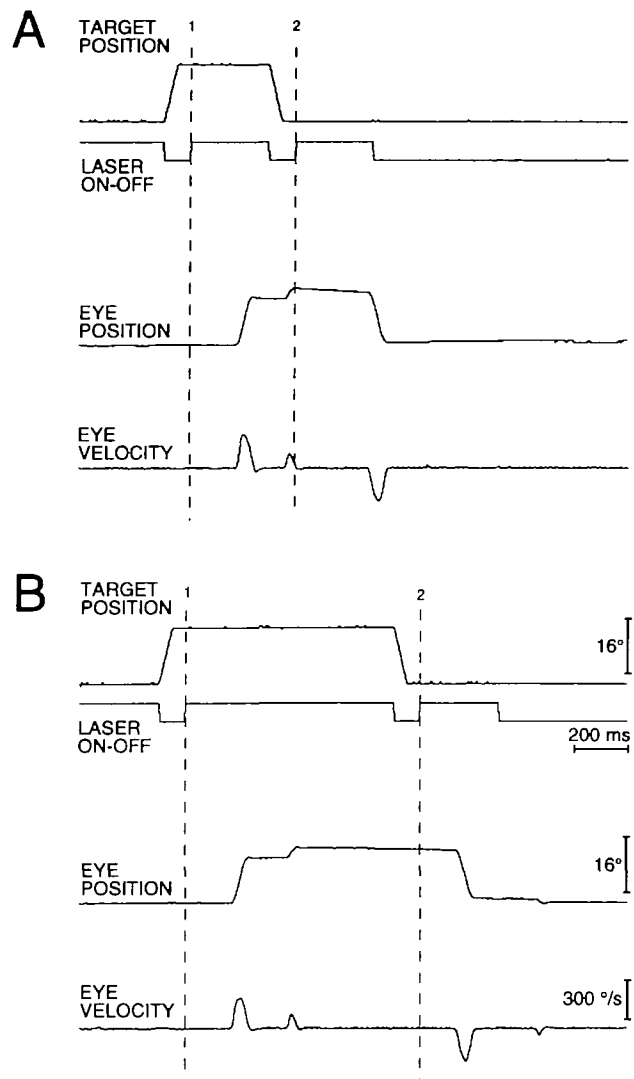 A
TARGET
POSITION
1
2
LASER
ON-OFF
EYE
POSITION
EYE
VELOCITY
B
TARGET
POSITION
1
2
16°
LASER
ON-OFF
200 ms
EYE
POSITION
16°
EYE
VELOCITY
300 °/s